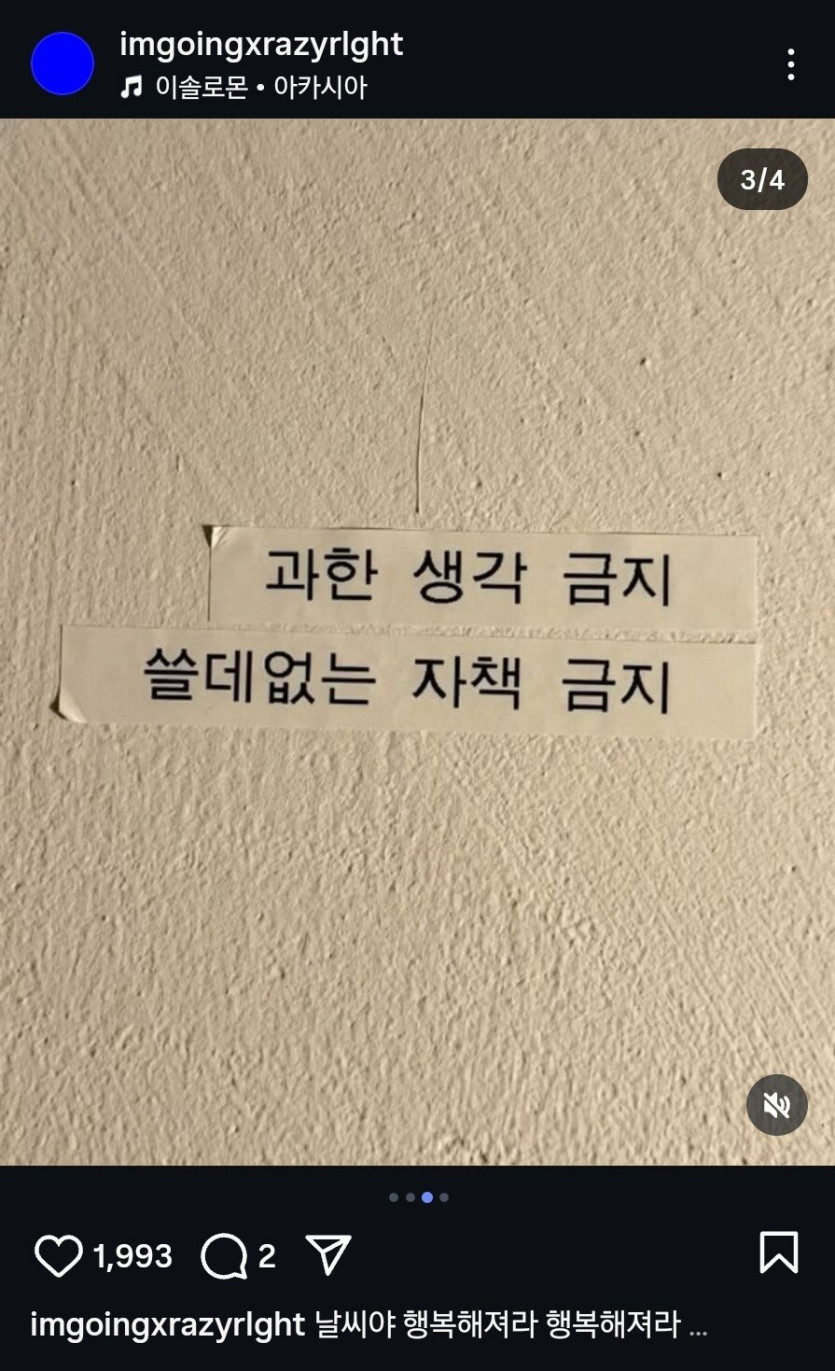 imgoingxrazyrlght
이솔로몬 • 아카시아
3/4
과한 생각 금지
쓸데없는 자책 금지
1,993 2
imgoingxrazyrlght 날씨야 행복해져라 행복해져라 ...